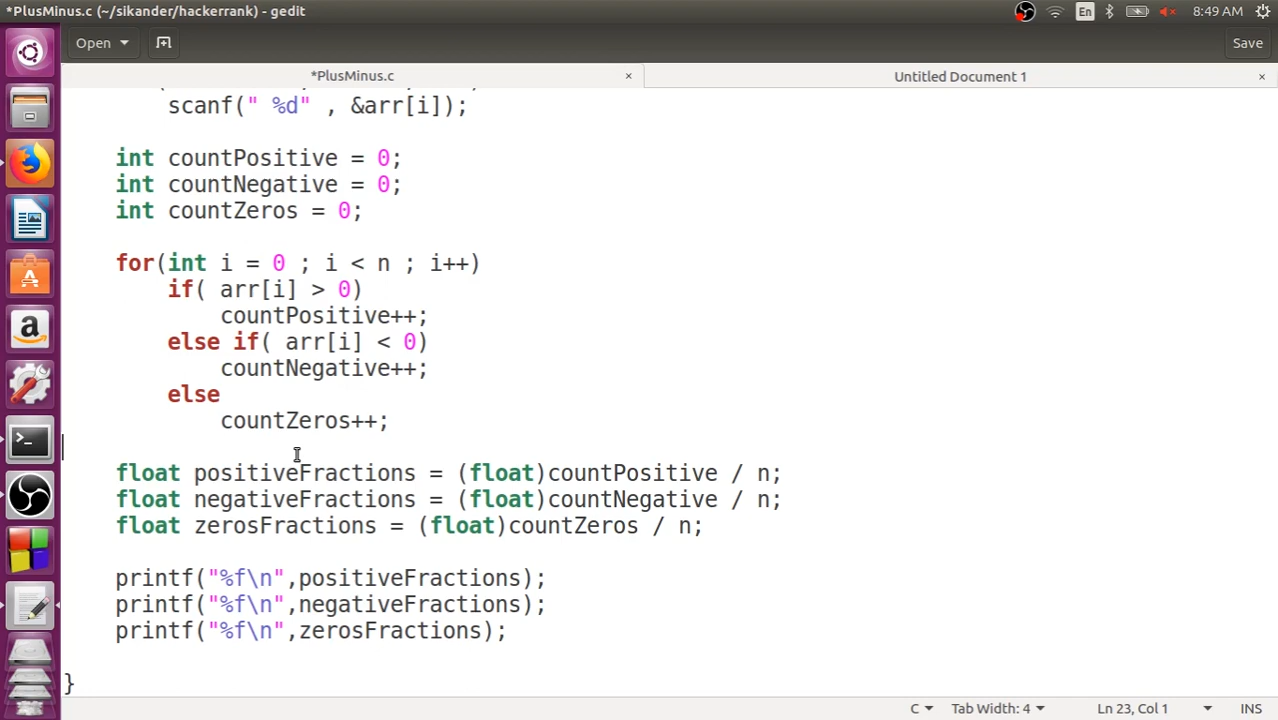 *PlusMinus.c (~/sikander/hackerrank) - gedit
En
8:49 AM
Open
Save
*PlusMinus.c
×
Untitled Document 1
×
scanf(" %d" , &arr[i]);
int countPositive = 0;
int countNegative = 0;
int countZeros = 0;
for(int i = 0 ; i < n ; i++)
if( arr[i] > 0)
countPositive++;
else if( arr[i] < 0)
countNegative++;
else
countZeros++;
float positiveFractions = (float)countPositive / n;
float negativeFractions = (float)countNegative / n;
float zerosFractions = (float)countZeros / n;
printf("%f\n",positiveFractions);
printf("%f\n",negativeFractions);
printf("%f\n",zerosFractions);
}
C
Tab Width: 4
Ln 23, Col 1
INS